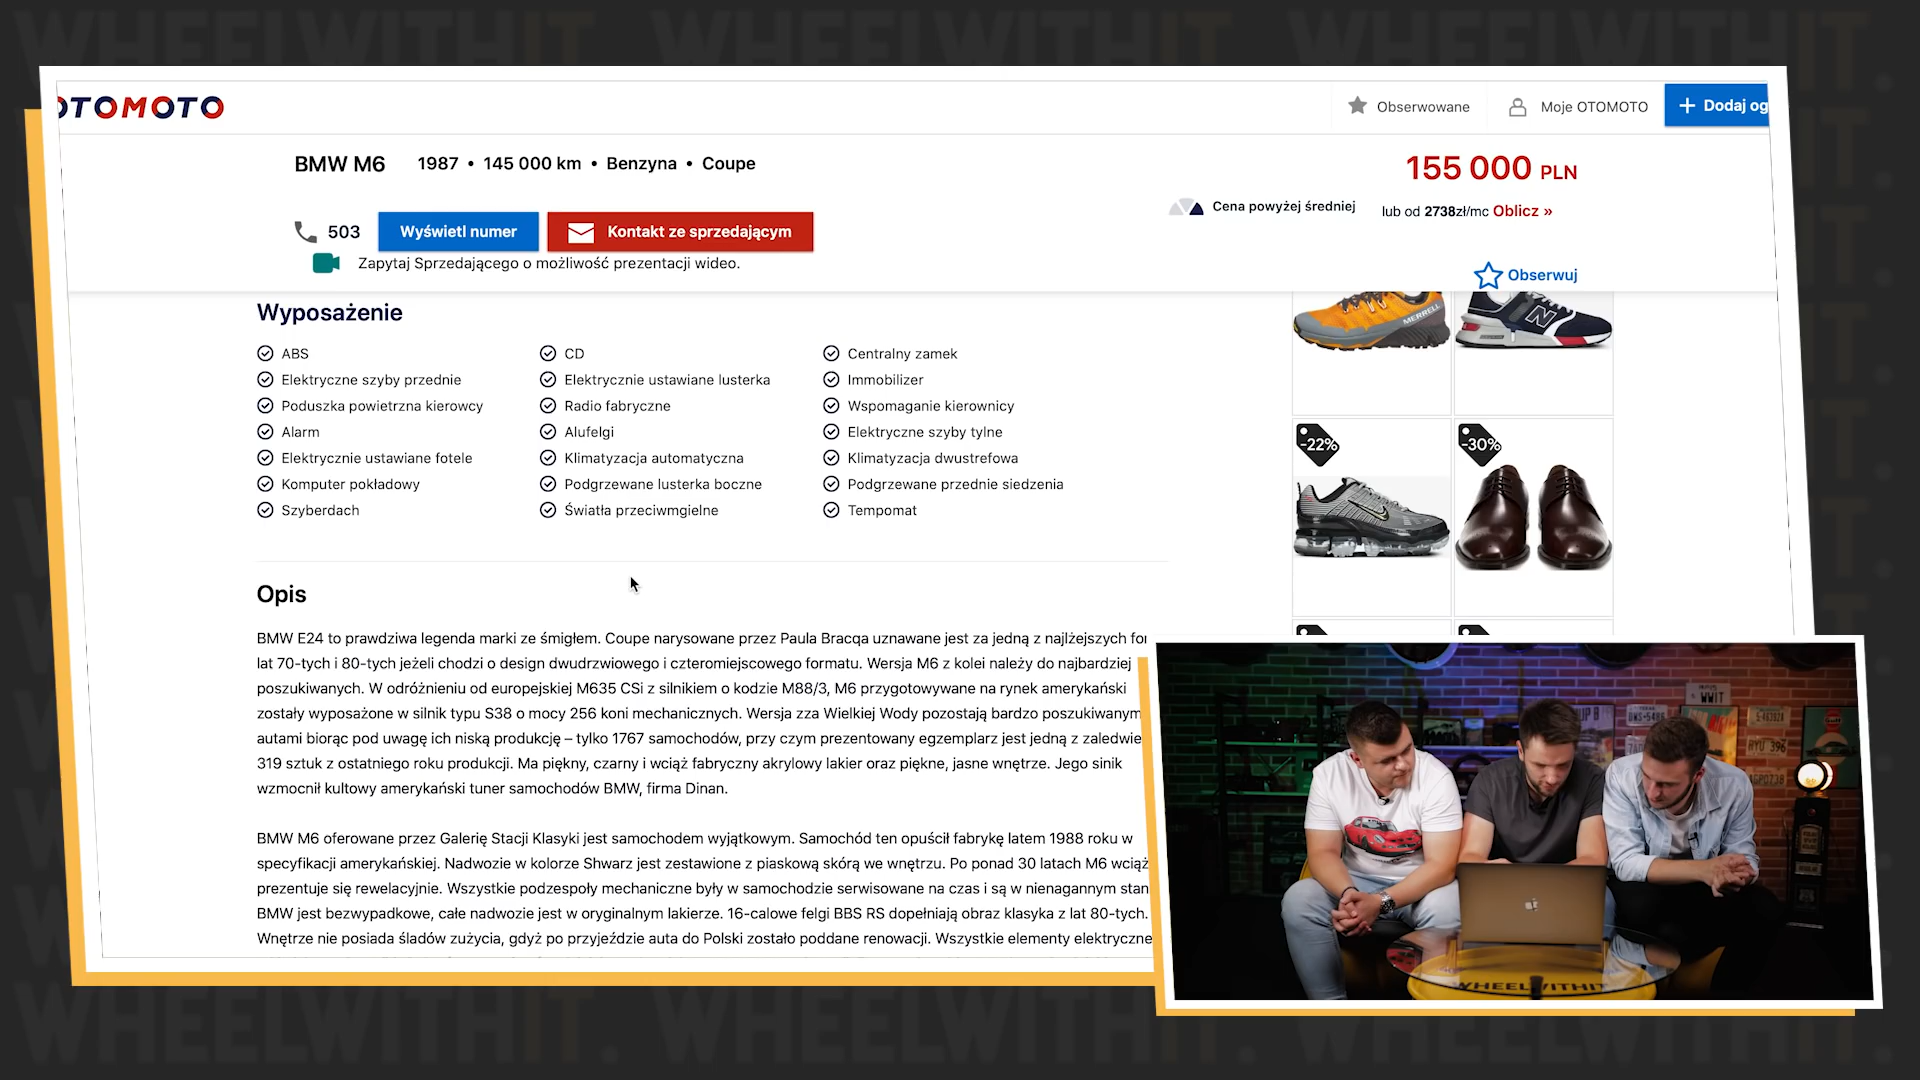 WHEELWITHIT. WHEELWITHIT. WHEELWITHIT.
OTOMOTO
Obserwowane
Moje OTOMOTO
+ Dodaj og
BMW M6 1987 • 145 000 km • Benzyna • Coupe
155 000 PLN
Cena powyżej średniej
lub od 2738zł/mc Oblicz »
503
Wyświetl numer
Kontakt ze sprzedającym
Zapytaj Sprzedającego o możliwość prezentacji wideo.
Obserwuj
Wyposażenie
ABS
CD
Centralny zamek
Elektryczne szyby przednie
Elektrycznie ustawiane lusterka
Immobilizer
Poduszka powietrzna kierowcy
Radio fabryczne
Wspomaganie kierownicy
Alarm
Alufelgi
Elektryczne szyby tylne
Elektrycznie ustawiane fotele
Klimatyzacja automatyczna
Klimatyzacja dwustrefowa
Komputer pokładowy
Podgrzewane lusterka boczne
Podgrzewane przednie siedzenia
Szyberdach
Światła przeciwmgielne
Tempomat
MERRELL
N
-22%
-30%
Opis
BMW E24 to prawdziwa legenda marki ze śmigłem. Coupe narysowane przez Paula Bracqa uznawane jest za jedną z najlżejszych for
lat 70-tych i 80-tych jeżeli chodzi o design dwudrzwiowego i czteromiejscowego formatu. Wersja M6 z kolei należy do najbardziej
poszukiwanych. W odróżnieniu od europejskiej M635 CSi z silnikiem o kodzie M88/3, M6 przygotowywane na rynek amerykański
zostały wyposażone w silnik typu S38 o mocy 256 koni mechanicznych. Wersja zza Wielkiej Wody pozostają bardzo poszukiwanym
autami biorąc pod uwagę ich niską produkcję – tylko 1767 samochodów, przy czym prezentowany egzemplarz jest jedną z zaledwie
319 sztuk z ostatniego roku produkcji. Ma piękny, czarny i wciąż fabryczny akrylowy lakier oraz piękne, jasne wnętrze. Jego sinik
wzmocnił kultowy amerykański tuner samochodów BMW, firma Dinan.
BMW M6 oferowane przez Galerię Stacji Klasyki jest samochodem wyjątkowym. Samochód ten opuścił fabrykę latem 1988 roku w
specyfikacji amerykańskiej. Nadwozie w kolorze Shwarz jest zestawione z piaskową skórą we wnętrzu. Po ponad 30 latach M6 wciąż
prezentuje się rewelacyjnie. Wszystkie podzespoły mechaniczne były w samochodzie serwisowane na czas i są w nienagannym stan
BMW jest bezwypadkowe, całe nadwozie jest w oryginalnym lakierze. 16-calowe felgi BBS RS dopełniają obraz klasyka z lat 80-tych.
Wnętrze nie posiada śladów zużycia, gdyż po przyjeździe auta do Polski zostało poddane renowacji. Wszystkie elementy elektryczne
WWIT
RYU 396
WHEELWITHIT
WHEELWITHIT. WHEELWITHIT. WHEELWITHIT.